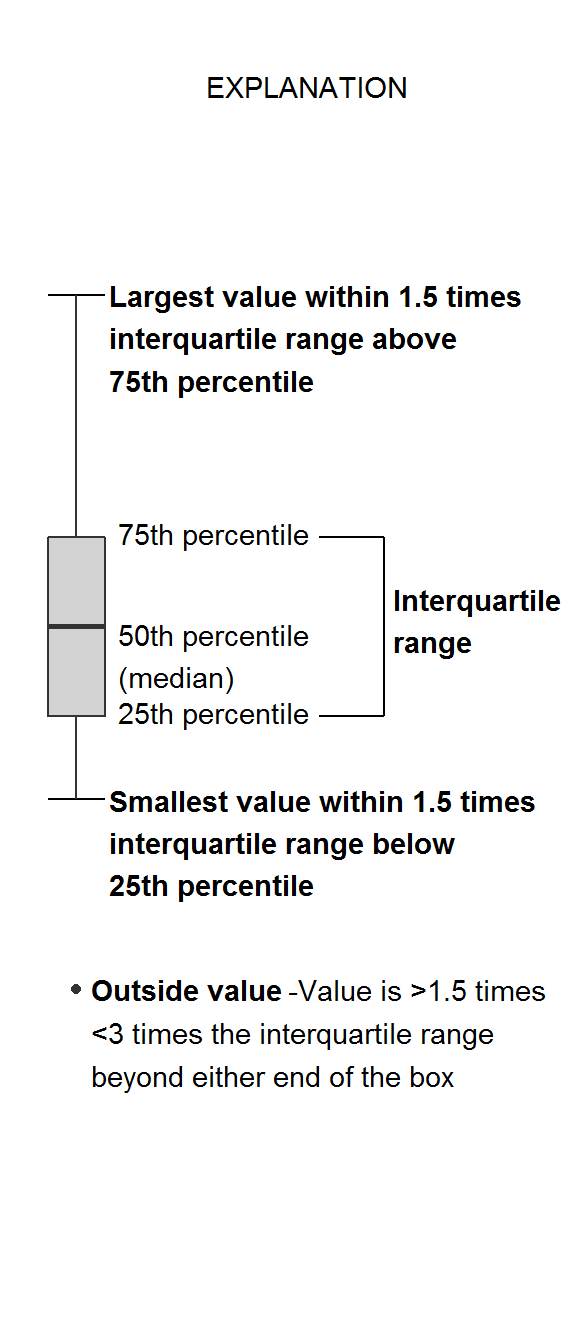 EXPLANATION
Largest value within 1.5 times
interquartile range above
75th percentile
75th percentile
Interquartile
range
50th percentile
(median)
25th percentile
Smallest value within 1.5 times
interquartile range below
25th percentile
Outside value -Value is >1.5 times
<3 times the interquartile range
beyond either end of the box